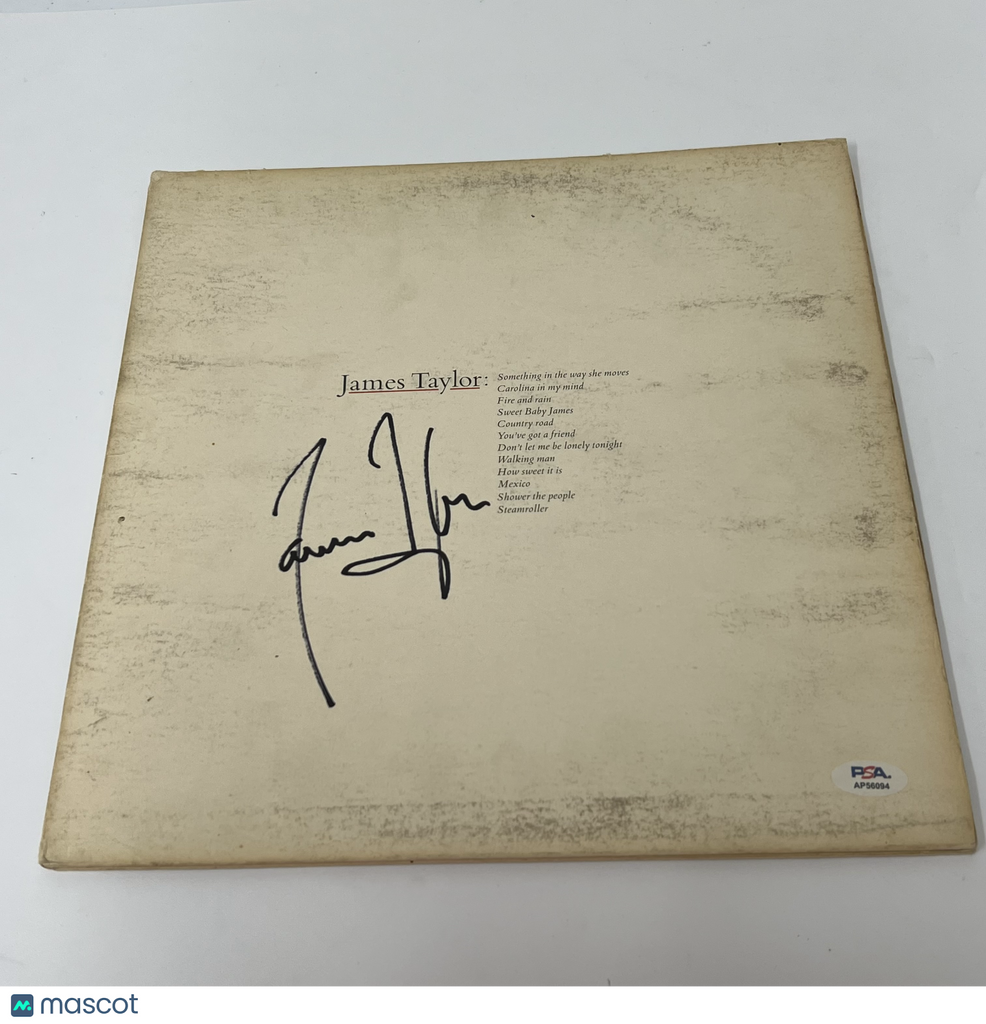 James Taylor:
Something in the way she moves
Carolina in my mind
Fire and rain
Sweet Baby James
Country road
You've got a friend
Don't let me be lonely tonight
Walking man
How sweet it is
Mexico
Shower the people
Steamroller
James Taylor
PSA.
AP56094
mascot